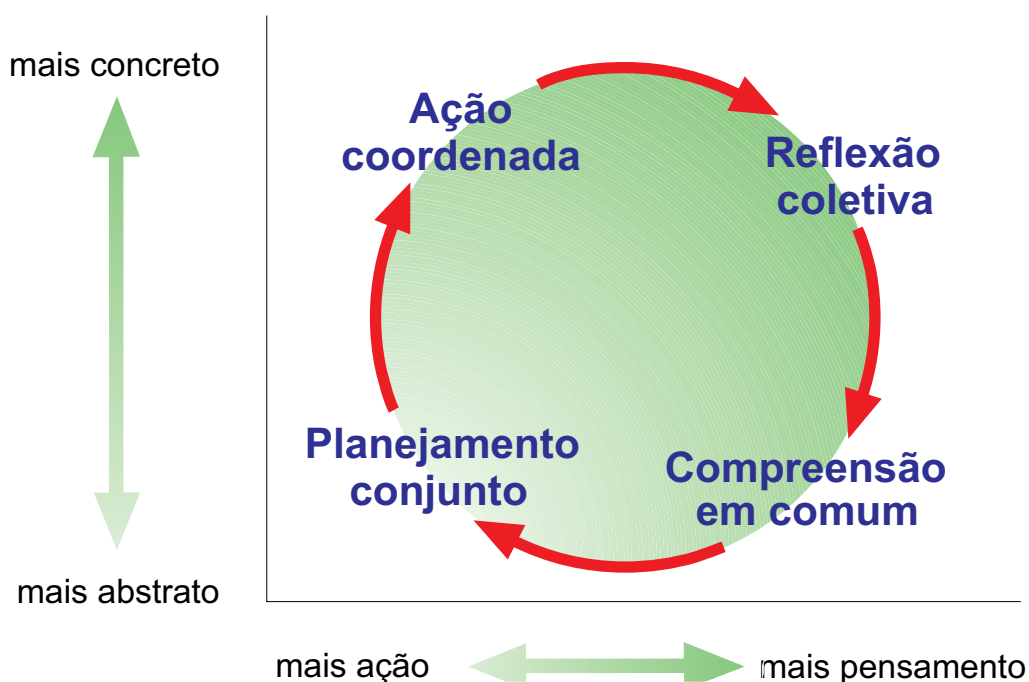 mais concreto
Ação
coordenada
Reflexão
coletiva
Planejamento
conjunto
Compreensão
em comum
mais abstrato
mais ação
mais pensamento